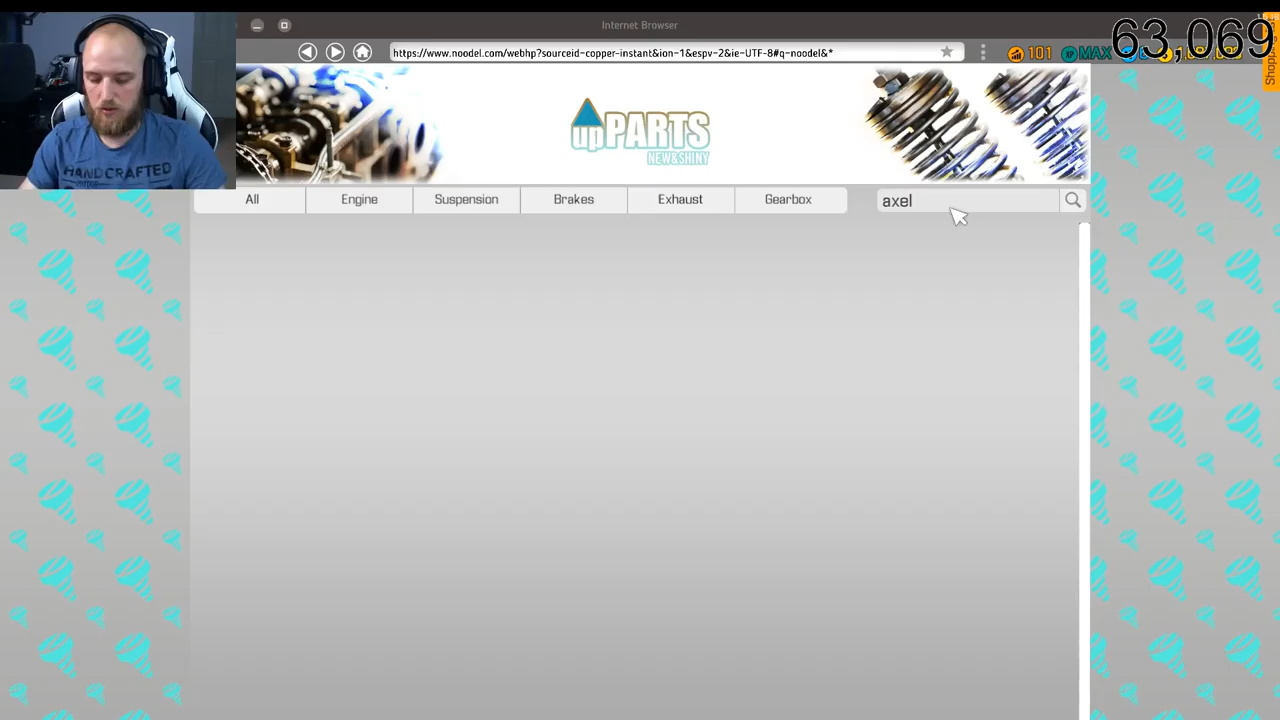 Internet Browser
63,069
https://www.noodel.com/webhp?sourceid-copper-instant&ion-1&espv-2&ie-UTF-8#q-noodel&*
101
MAX
upPARTS
NEW&SHINY
HANDCRAFTED
All
Engine
Suspension
Brakes
Exhaust
Gearbox
axel